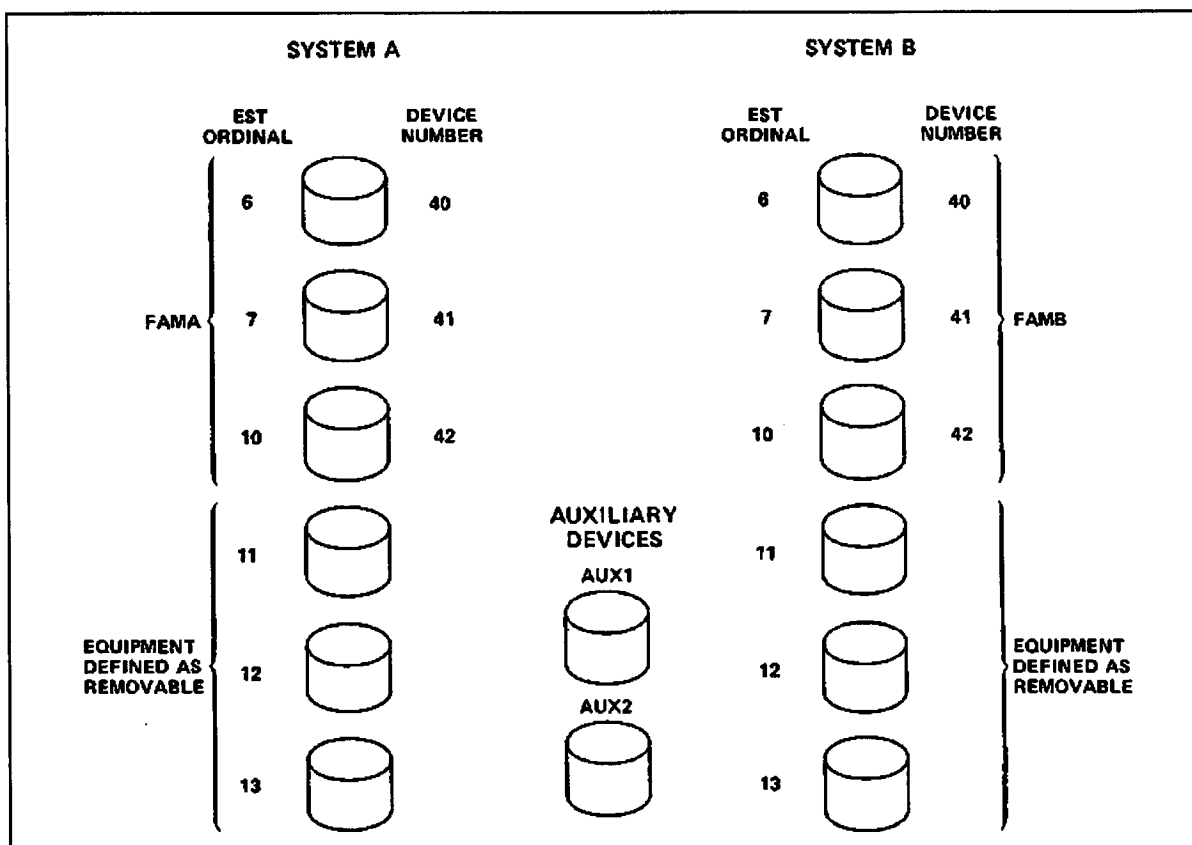 SYSTEM A
EST
ORDINAL
DEVICE
NUMBER
FAMA
6
40
7
41
10
42
EQUIPMENT
DEFINED AS
REMOVABLE
11
12
13
AUXILIARY
DEVICES
AUX1
AUX2
SYSTEM B
EST
ORDINAL
DEVICE
NUMBER
6
40
7
41
10
42
FAMB
11
12
13
EQUIPMENT
DEFINED AS
REMOVABLE